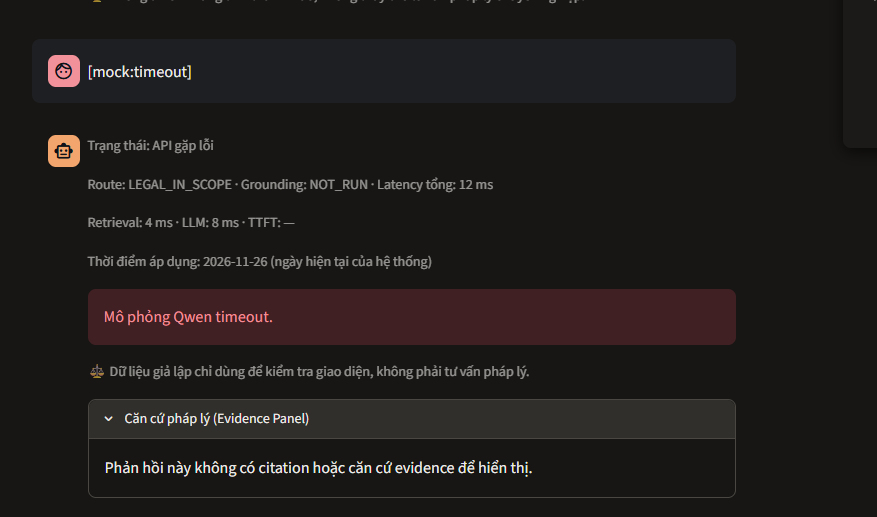 [mock:timeout]
Trạng thái: API gặp lỗi
Route: LEGAL_IN_SCOPE · Grounding: NOT_RUN · Latency tổng: 12 ms
Retrieval: 4 ms · LLM: 8 ms · TTFT: —
Thời điểm áp dụng: 2026-11-26 (ngày hiện tại của hệ thống)
Mô phỏng Qwen timeout.
Dữ liệu giả lập chỉ dùng để kiểm tra giao diện, không phải tư vấn pháp lý.
Căn cứ pháp lý (Evidence Panel)
Phản hồi này không có citation hoặc căn cứ evidence để hiển thị.